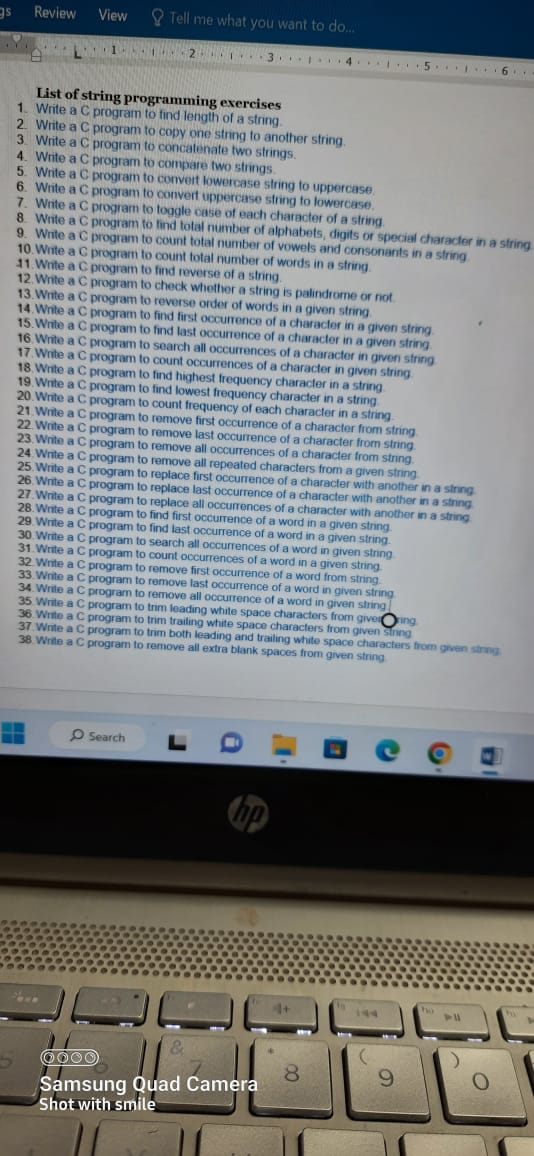 gs Review View Tell me what you want to do...
1 2 3 4 5 6
List of string programming exercises
1. Write a C program to find length of a string.
2. Write a C program to copy one string to another string.
3. Write a C program to concatenate two strings.
4. Write a C program to compare two strings.
5. Write a C program to convert lowercase string to uppercase.
6. Write a C program to convert uppercase string to lowercase.
7. Write a C program to toggle case of each character of a string.
8. Write a C program to find total number of alphabets, digits or special character in a string.
9. Write a C program to count total number of vowels and consonants in a string.
10. Write a C program to count total number of words in a string.
11. Write a C program to find reverse of a string.
12. Write a C program to check whether a string is palindrome or not.
13. Write a C program to reverse order of words in a given string.
14. Write a C program to find first occurrence of a character in a given string.
15. Write a C program to find last occurrence of a character in a given string.
16. Write a C program to search all occurrences of a character in given string.
17. Write a C program to count occurrences of a character in given string.
18. Write a C program to find highest frequency character in a string.
19. Write a C program to find lowest frequency character in a string.
20. Write a C program to count frequency of each character in a string.
21. Write a C program to remove first occurrence of a character from string.
22. Write a C program to remove last occurrence of a character from string.
23. Write a C program to remove all occurrences of a character from string.
24. Write a C program to remove all repeated characters from a given string.
25. Write a C program to replace first occurrence of a character with another in a string.
26. Write a C program to replace last occurrence of a character with another in a string.
27. Write a C program to replace all occurrences of a character with another in a string.
28. Write a C program to find first occurrence of a word in a given string.
29. Write a C program to find last occurrence of a word in a given string.
30. Write a C program to search all occurrences of a word in given string.
31. Write a C program to count occurrences of a word in a given string.
32. Write a C program to remove first occurrence of a word from string.
33. Write a C program to remove last occurrence of a word in given string.
34. Write a C program to remove all occurrence of a word in given string.
35. Write a C program to trim leading white space characters from given ring.
36. Write a C program to trim trailing white space characters from given string.
37. Write a C program to trim both leading and trailing white space characters from given string.
38. Write a C program to remove all extra blank spaces from given string.
Search
hp
& * ( )
7 8 9 0
Samsung Quad Camera
Shot with smile